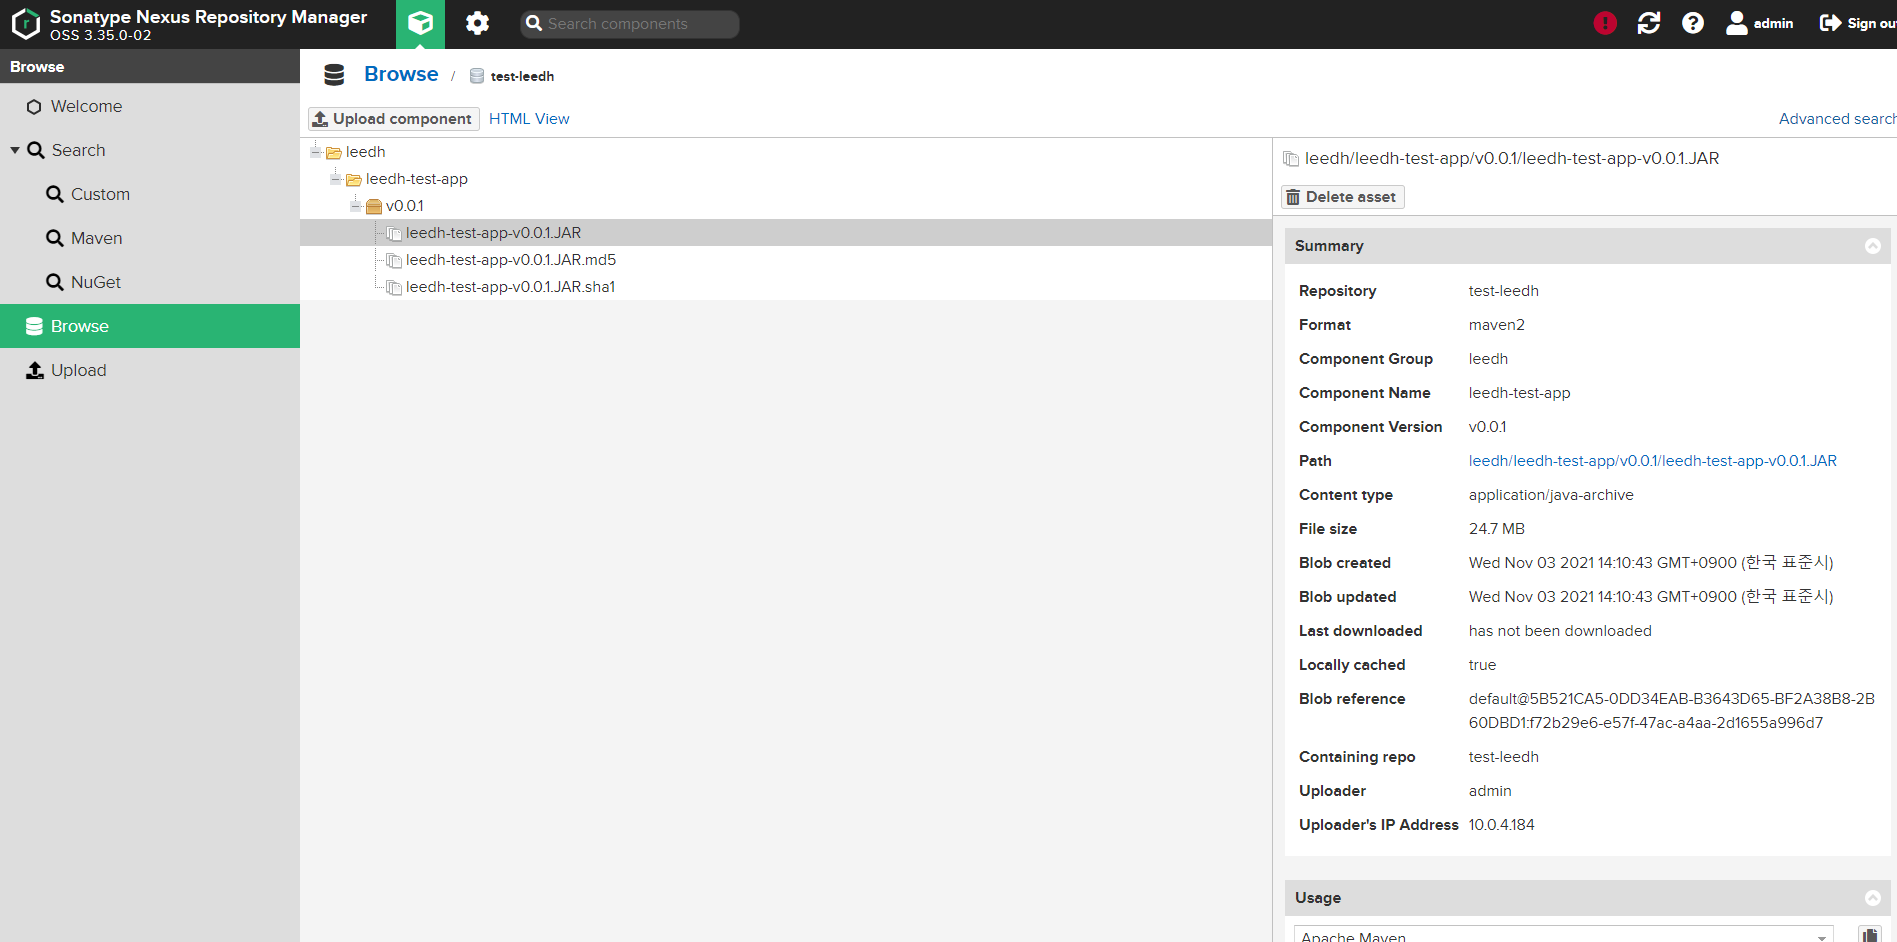 Sonatype Nexus Repository Manager
OSS 3.35.0-02
Search components
admin
Sign ou
Browse
Welcome
Search
Custom
Maven
NuGet
Browse
Upload
Browse / test-leedh
Upload component
HTML View
Advanced search
leedh
leedh-test-app
v0.0.1
leedh-test-app-v0.0.1.JAR
leedh-test-app-v0.0.1.JAR.md5
leedh-test-app-v0.0.1.JAR.sha1
leedh/leedh-test-app/v0.0.1/leedh-test-app-v0.0.1.JAR
Delete asset
Summary
Repository test-leedh
Format maven2
Component Group leedh
Component Name leedh-test-app
Component Version v0.0.1
Path leedh/leedh-test-app/v0.0.1/leedh-test-app-v0.0.1.JAR
Content type application/java-archive
File size 24.7 MB
Blob created Wed Nov 03 2021 14:10:43 GMT+0900 (한국 표준시)
Blob updated Wed Nov 03 2021 14:10:43 GMT+0900 (한국 표준시)
Last downloaded has not been downloaded
Locally cached true
Blob reference default@5B521CA5-0DD34EAB-B3643D65-BF2A38B8-2B
60DBD1:f72b29e6-e57f-47ac-a4aa-2d1655a996d7
Containing repo test-leedh
Uploader admin
Uploader's IP Address 10.0.4.184
Usage
Apache Maven